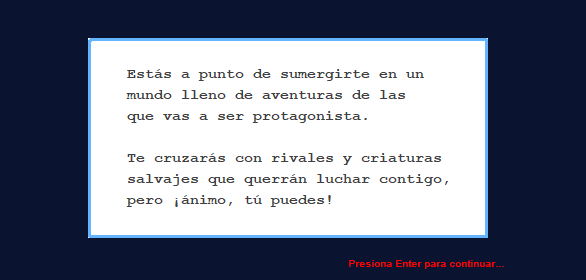 Estás a punto de sumergirte en un
mundo lleno de aventuras de las
que vas a ser protagonista.
Te cruzarás con rivales y criaturas
salvajes que querrán luchar contigo,
pero ¡ánimo, tú puedes!
Presiona Enter para continuar...